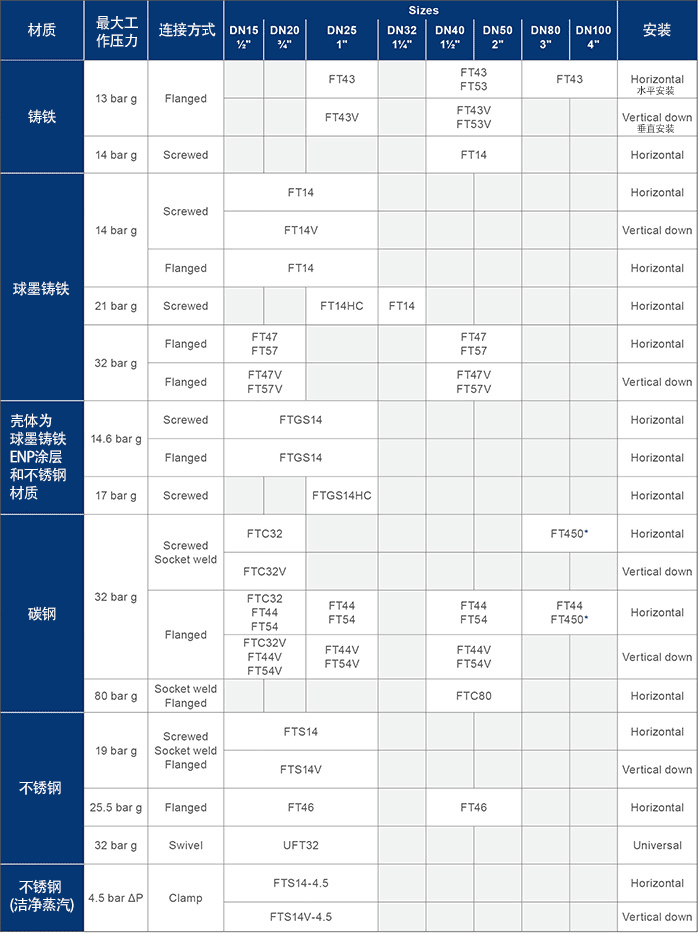 材质
最大工
作压力
连接方式
Sizes
安装
DN15
½"
DN20
¾"
DN25
1"
DN32
1¼"
DN40
1½"
DN50
2"
DN80
3"
DN100
4"
铸铁
13 bar g
Flanged
FT43
FT43
FT53
FT43
Horizontal
水平安装
FT43V
FT43V
FT53V
Vertical down
垂直安装
14 bar g
Screwed
FT14
Horizontal
球墨铸铁
14 bar g
Screwed
FT14
Horizontal
FT14V
Vertical down
Flanged
FT14
Horizontal
21 bar g
Screwed
FT14HC
FT14
Horizontal
32 bar g
Flanged
FT47
FT57
FT47
FT57
Horizontal
Flanged
FT47V
FT57V
FT47V
FT57V
Vertical down
壳体为
球墨铸铁
ENP涂层
和不锈钢
材质
14.6 bar g
Screwed
FTGS14
Horizontal
Flanged
FTGS14
Horizontal
17 bar g
Screwed
FTGS14HC
Horizontal
碳钢
32 bar g
Screwed
Socket weld
FTC32
FT450*
Horizontal
FTC32V
Vertical down
Flanged
FTC32
FT44
FT54
FT44
FT54
FT44
FT54
FT44
FT450*
Horizontal
FTC32V
FT44V
FT54V
FT44V
FT54V
FT44V
FT54V
Vertical down
80 bar g
Socket weld
Flanged
FTC80
Horizontal
不锈钢
19 bar g
Screwed
Socket weld
Flanged
FTS14
Horizontal
FTS14V
Vertical down
25.5 bar g
Flanged
FT46
FT46
Horizontal
32 bar g
Swivel
UFT32
Universal
不锈钢
(洁净蒸汽)
4.5 bar ΔP
Clamp
FTS14-4.5
Horizontal
FTS14V-4.5
Vertical down